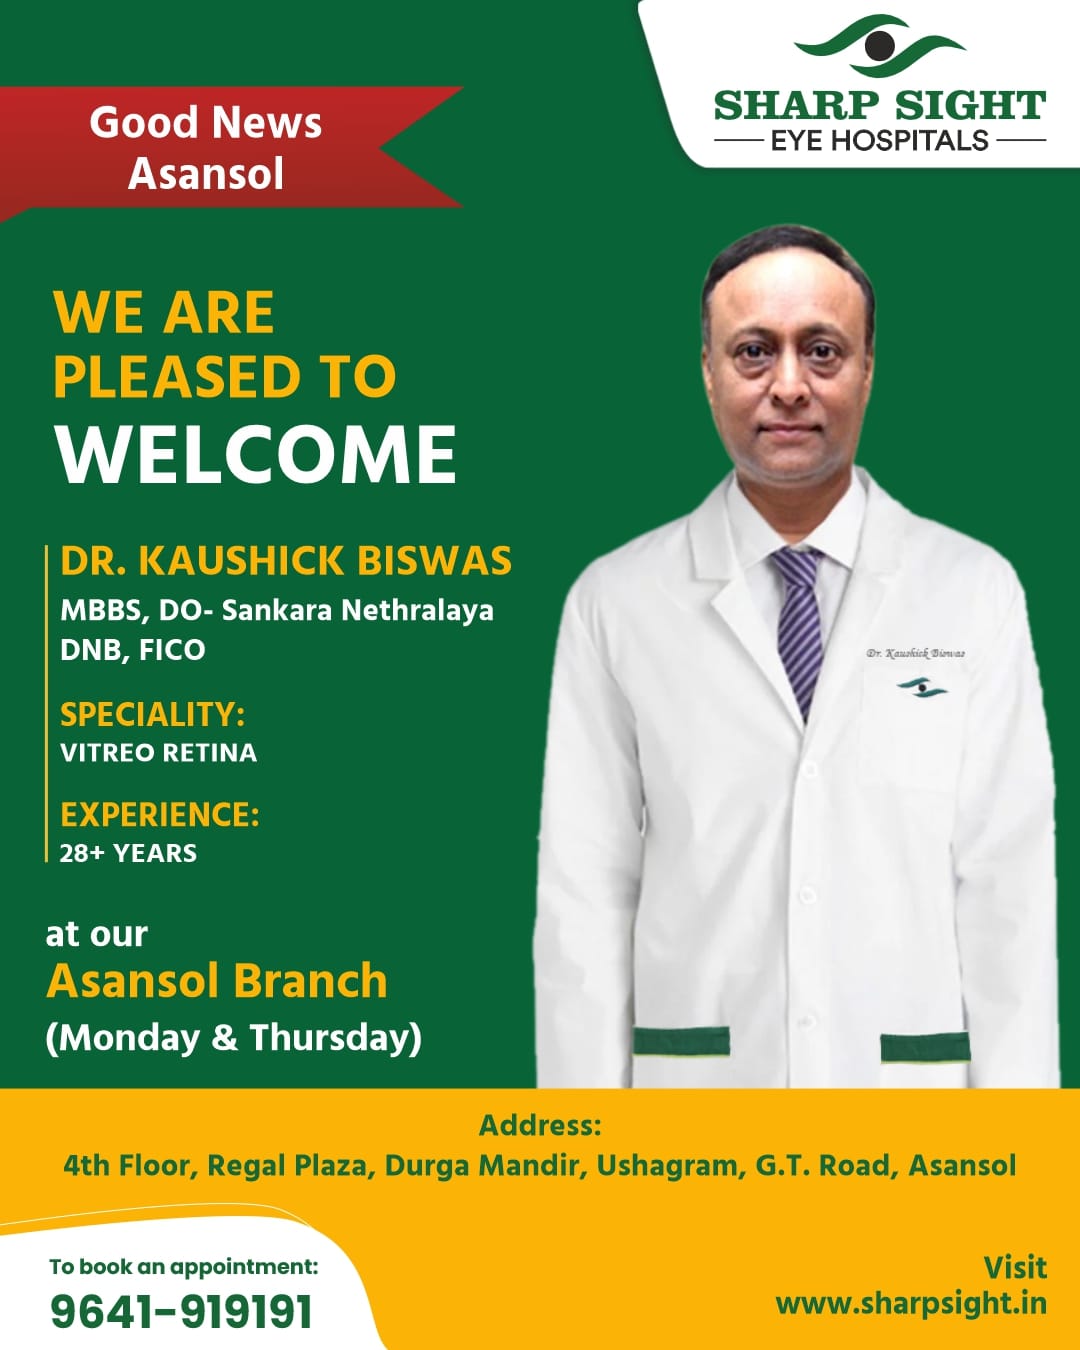 Good News
Asansol
SHARP SIGHT
EYE HOSPITALS
WE ARE
PLEASED TO
WELCOME
DR. KAUSHICK BISWAS
MBBS, DO- Sankara Nethralaya
DNB, FICO
SPECIALITY:
VITREO RETINA
EXPERIENCE:
28+ YEARS
Dr. Kaushick Biswas
at our
Asansol Branch
(Monday & Thursday)
Address:
4th Floor, Regal Plaza, Durga Mandir, Ushagram, G.T. Road, Asansol
To book an appointment:
9641-919191
Visit
www.sharpsight.in